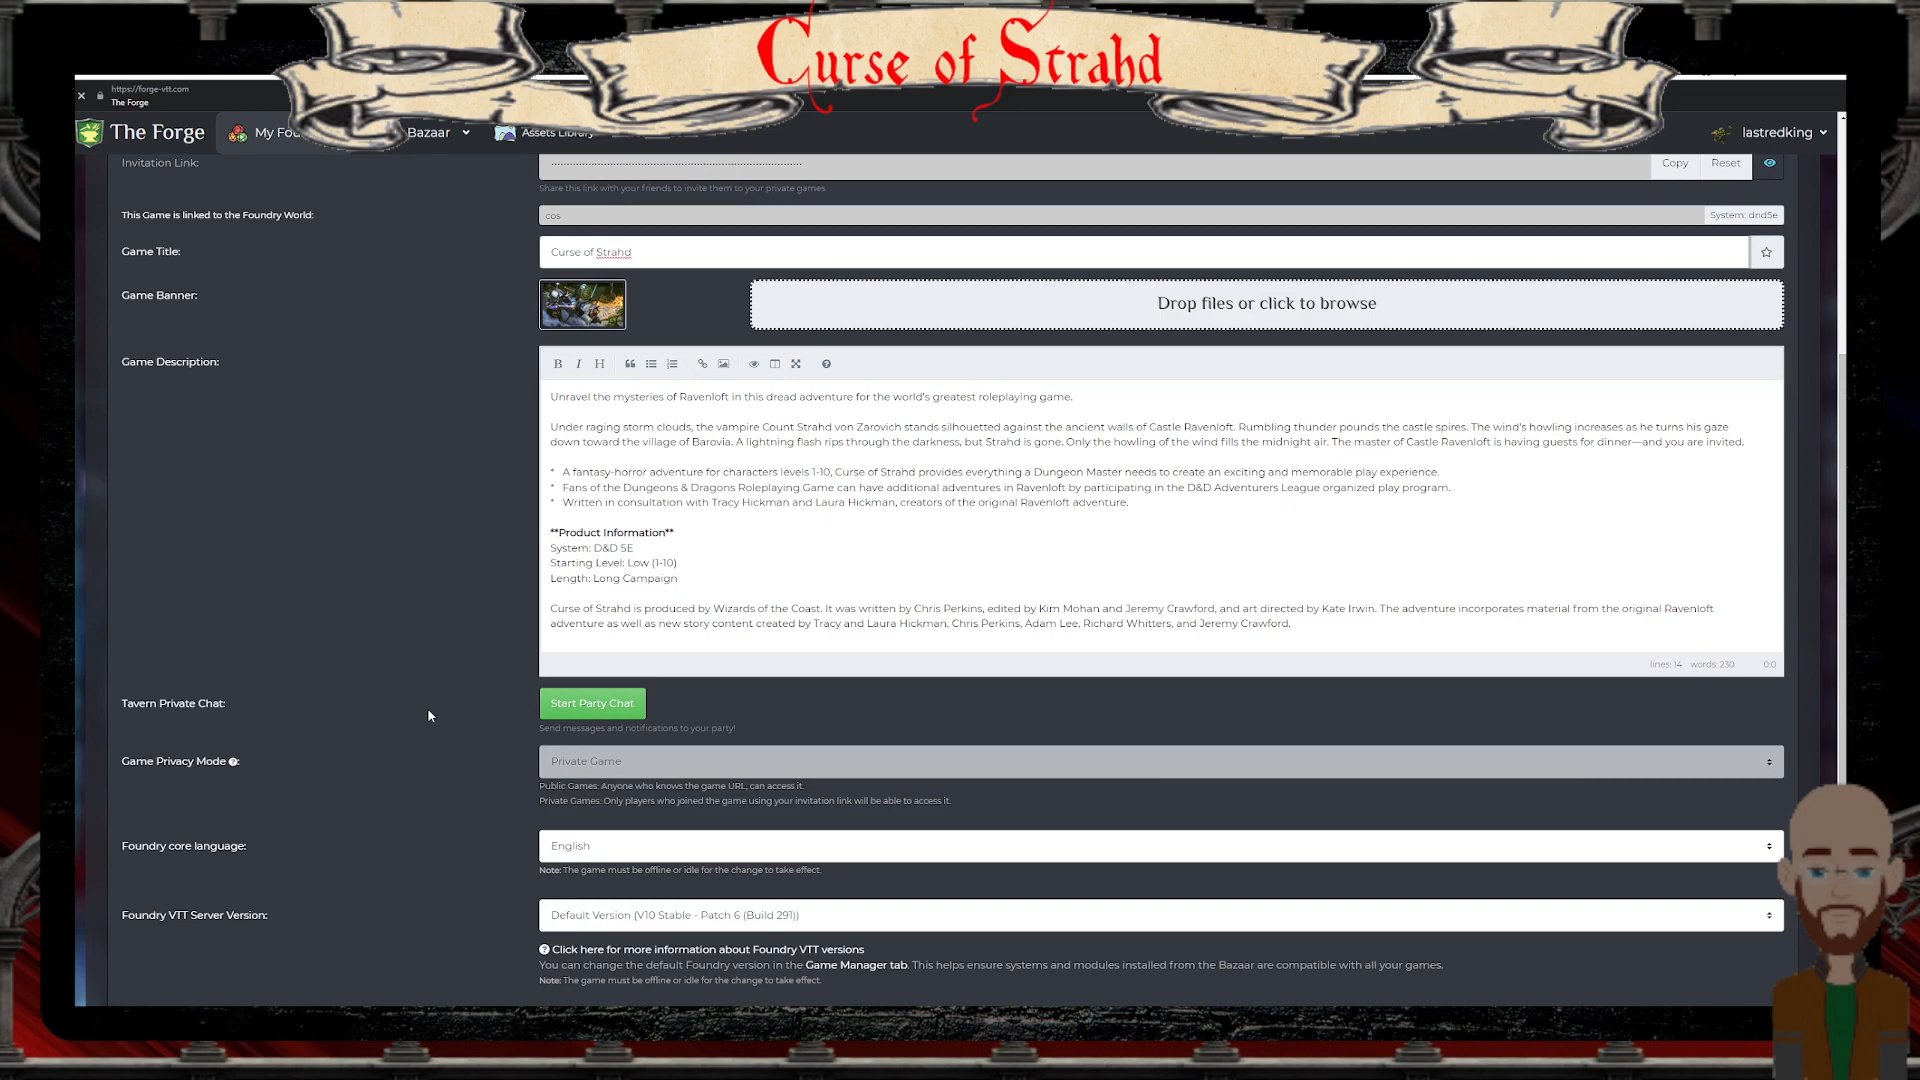 Curse of Strahd
https://forge-vtt.com
The Forge
The Forge
My Fou
Bazaar
Assets Library
lastredking
Invitation Link:
Copy
Reset
Share this link with your friends to invite them to your private games.
This Game is linked to the Foundry World:
cos
System: dnd5e
Game Title:
Curse of Strahd
Game Banner:
Drop files or click to browse
Game Description:
B I H
Unravel the mysteries of Ravenloft in this dread adventure for the world's greatest roleplaying game.
Under raging storm clouds, the vampire Count Strahd von Zarovich stands silhouetted against the ancient walls of Castle Ravenloft. Rumbling thunder pounds the castle spires. The wind's howling increases as he turns his gaze
down toward the village of Barovia. A lightning flash rips through the darkness, but Strahd is gone. Only the howling of the wind fills the midnight air. The master of Castle Ravenloft is having guests for dinner—and you are invited.
* A fantasy-horror adventure for characters levels 1-10, Curse of Strahd provides everything a Dungeon Master needs to create an exciting and memorable play experience.
* Fans of the Dungeons & Dragons Roleplaying Game can have additional adventures in Ravenloft by participating in the D&D Adventurers League organized play program.
* Written in consultation with Tracy Hickman and Laura Hickman, creators of the original Ravenloft adventure.
**Product Information**
System: D&D 5E
Starting Level: Low (1-10)
Length: Long Campaign
Curse of Strahd is produced by Wizards of the Coast. It was written by Chris Perkins, edited by Kim Mohan and Jeremy Crawford, and art directed by Kate Irwin. The adventure incorporates material from the original Ravenloft
adventure as well as new story content created by Tracy and Laura Hickman, Chris Perkins, Adam Lee, Richard Whitters, and Jeremy Crawford.
lines: 14 words: 230 0:0
Tavern Private Chat:
Start Party Chat
Send messages and notifications to your party!
Game Privacy Mode ?:
Private Game
Public Games: Anyone who knows the game URL, can access it.
Private Games: Only players who joined the game using your invitation link will be able to access it.
Foundry core language:
English
Note: The game must be offline or idle for the change to take effect.
Foundry VTT Server Version:
Default Version (V10 Stable - Patch 6 (Build 291))
Click here for more information about Foundry VTT versions
You can change the default Foundry version in the Game Manager tab. This helps ensure systems and modules installed from the Bazaar are compatible with all your games.
Note: The game must be offline or idle for the change to take effect.